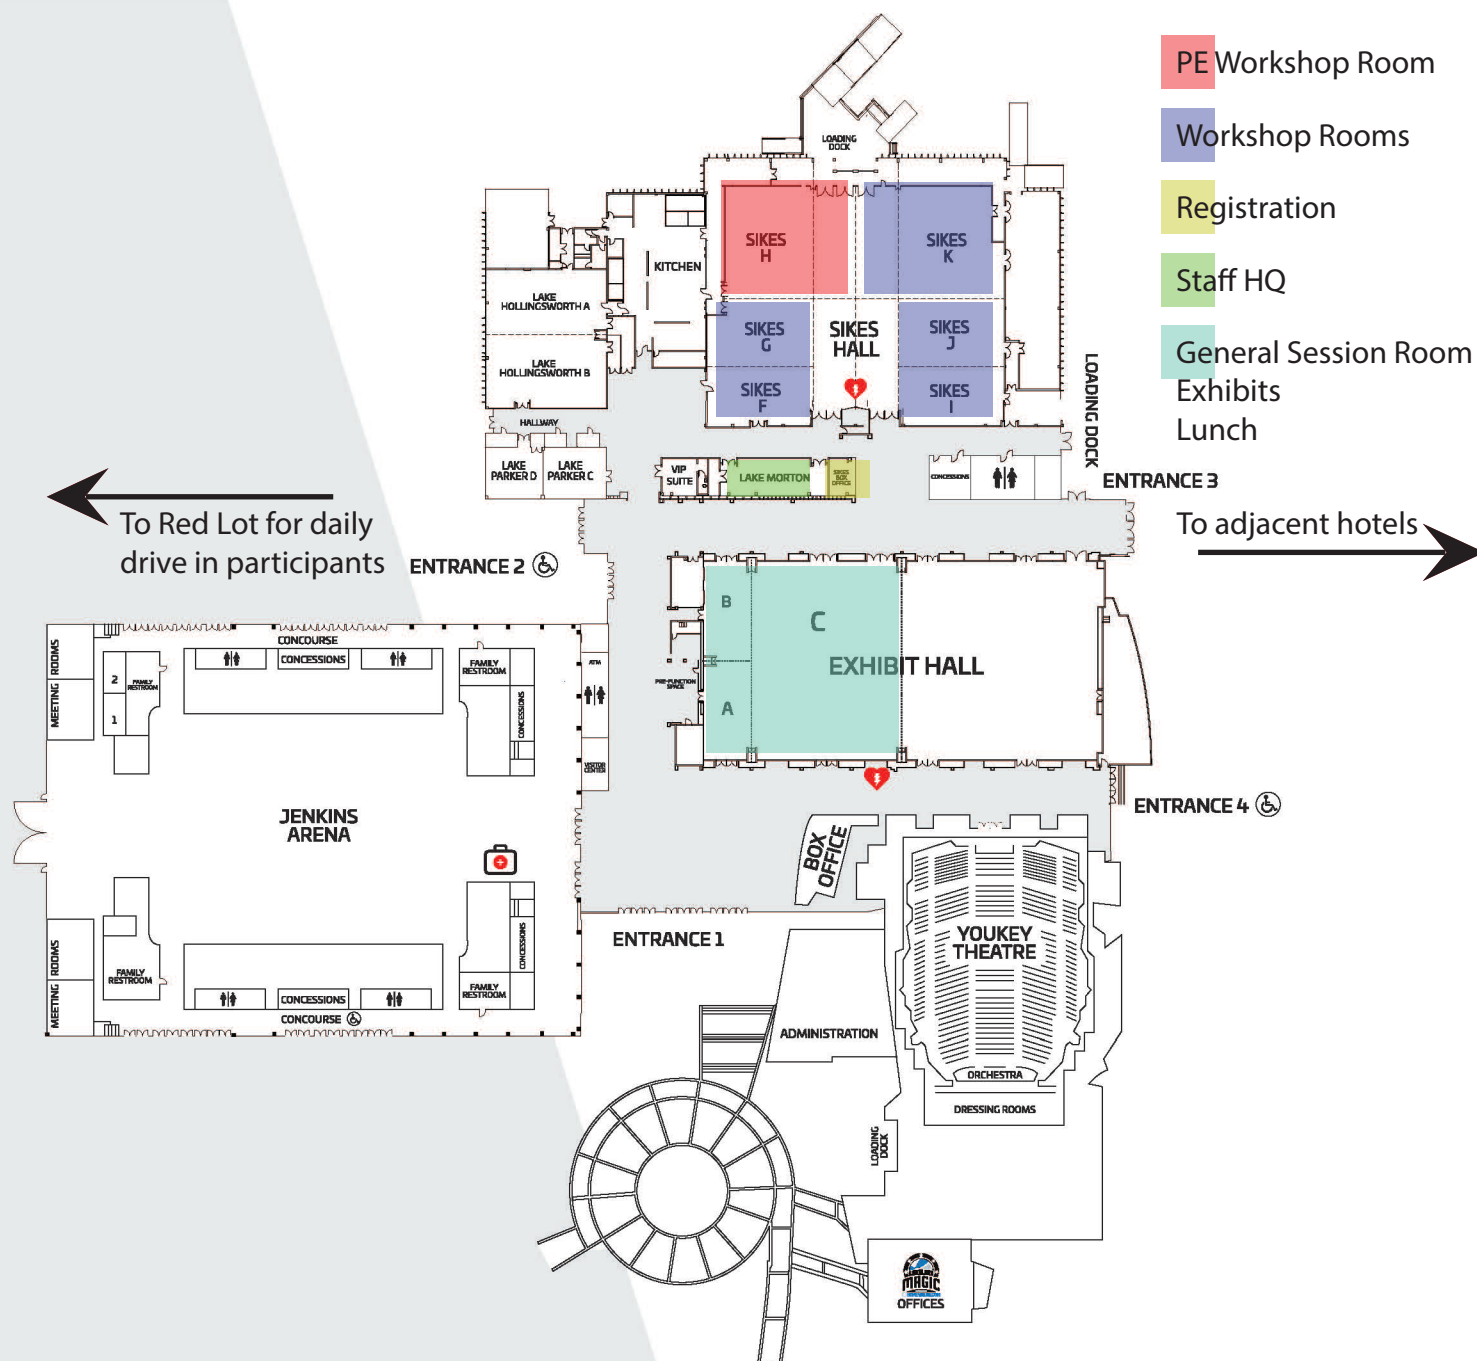 PE Workshop Room
Workshop Rooms
Registration
Staff HQ
General Session Room
Exhibits
Lunch
LOADING
DOCK
SIKES
H
SIKES
K
KITCHEN
LAKE
HOLLINGSWORTH A
SIKES
G
SIKES
HALL
SIKES
J
LAKE
HOLLINGSWORTH B
SIKES
F
SIKES
I
LOADING DOCK
HALLWAY
LAKE
PARKER D
LAKE
PARKER C
VIP
SUITE
LAKE MORTON
SIKES
BOX
OFFICE
CONCESSIONS
ENTRANCE 3
To Red Lot for daily
drive in participants
To adjacent hotels
ENTRANCE 2
B
C
EXHIBIT HALL
A
PRE-FUNCTION
SPACE
CONCOURSE
CONCESSIONS
MEETING ROOMS
2
1
FAMILY
RESTROOM
FAMILY
RESTROOM
CONCESSIONS
ATM
VISITOR
CENTER
JENKINS
ARENA
ENTRANCE 4
BOX
OFFICE
YOUKEY
THEATRE
ENTRANCE 1
MEETING ROOMS
FAMILY
RESTROOM
CONCESSIONS
FAMILY
RESTROOM
CONCESSIONS
CONCOURSE
ADMINISTRATION
ORCHESTRA
DRESSING ROOMS
LOADING
DOCK
MAGIC
OFFICES